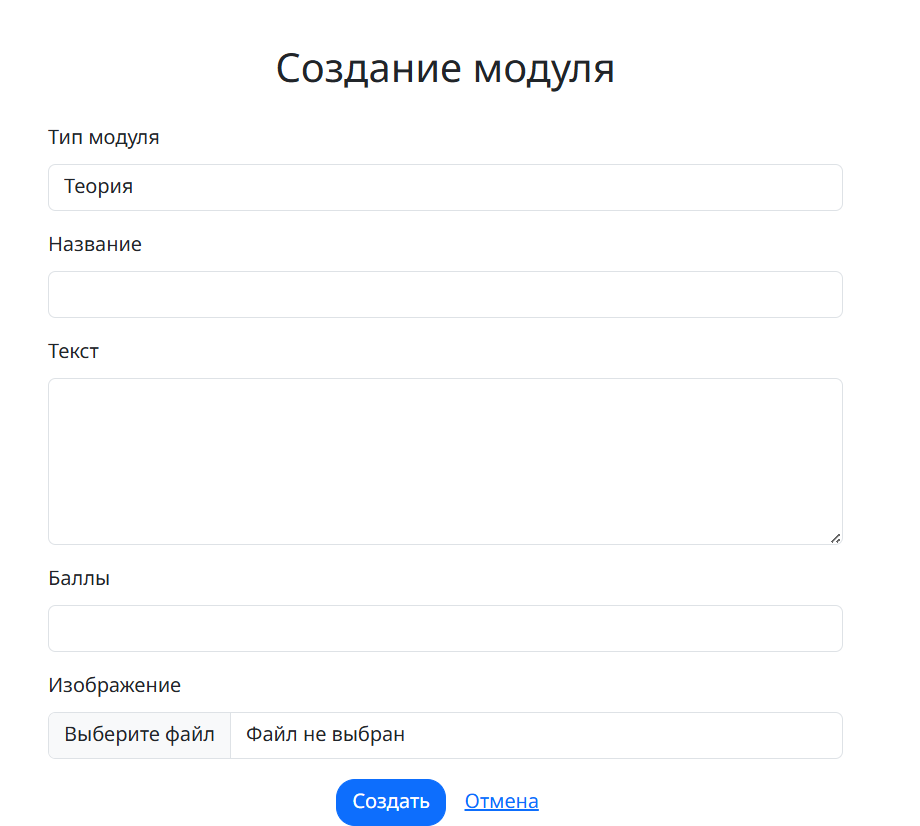 Создание модуля
Тип модуля
Теория
Название
Текст
Баллы
Изображение
Выберите файл Файл не выбран
Создать Отмена